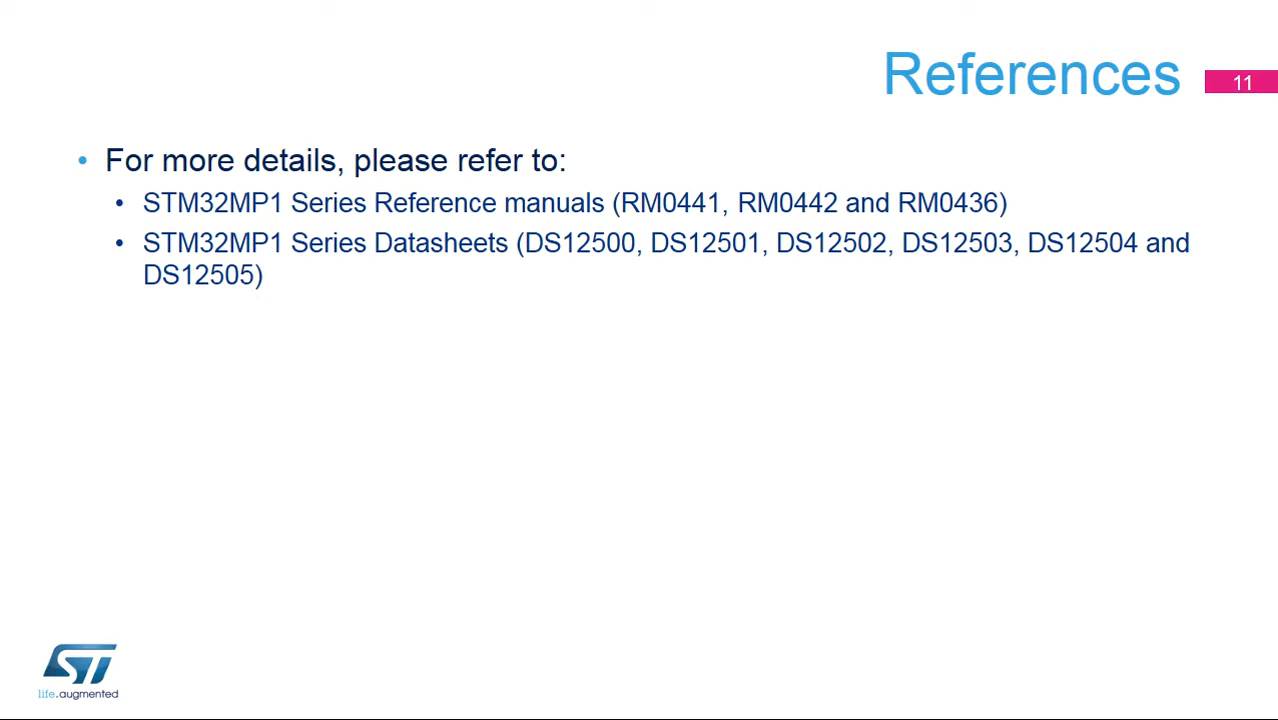 References
11
• For more details, please refer to:
• STM32MP1 Series Reference manuals (RM0441, RM0442 and RM0436)
• STM32MP1 Series Datasheets (DS12500, DS12501, DS12502, DS12503, DS12504 and
DS12505)
ST
life.augmented